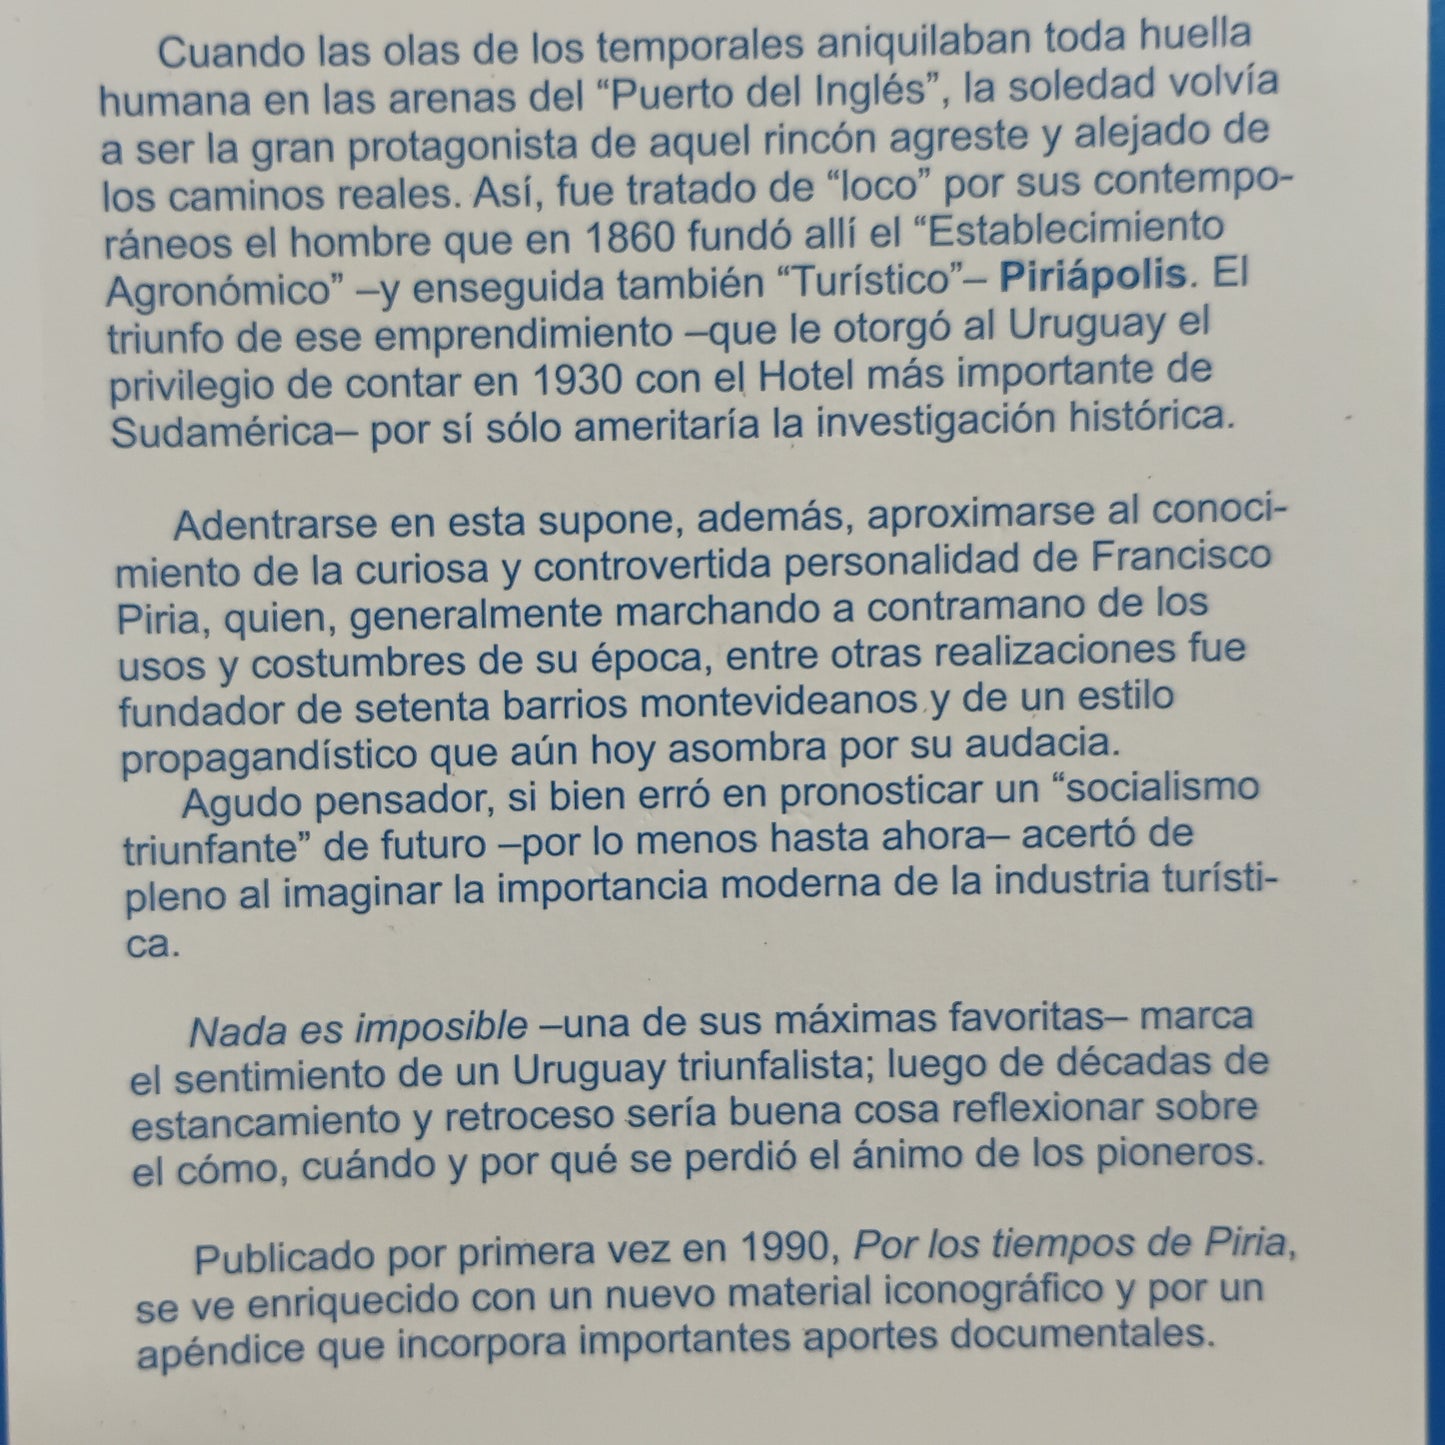 Cuando las olas de los temporales aniquilaban toda huella
humana en las arenas del “Puerto del Inglés”, la soledad volvía
a ser la gran protagonista de aquel rincón agreste y alejado de
los caminos reales. Así, fue tratado de “loco” por sus contempo-
ráneos el hombre que en 1860 fundó allí el “Establecimiento
Agronómico” –y enseguida también “Turístico”– Piriápolis. El
triunfo de ese emprendimiento –que le otorgó al Uruguay el
privilegio de contar en 1930 con el Hotel más importante de
Sudamérica– por sí sólo ameritaría la investigación histórica.
Adentrarse en esta supone, además, aproximarse al conoci-
miento de la curiosa y controvertida personalidad de Francisco
Piria, quien, generalmente marchando a contramano de los
usos y costumbres de su época, entre otras realizaciones fue
fundador de setenta barrios montevideanos y de un estilo
propagandístico que aún hoy asombra por su audacia.
Agudo pensador, si bien erró en pronosticar un “socialismo
triunfante” de futuro –por lo menos hasta ahora– acertó de
pleno al imaginar la importancia moderna de la industria turísti-
ca.
Nada es imposible –una de sus máximas favoritas– marca
el sentimiento de un Uruguay triunfalista; luego de décadas de
estancamiento y retroceso sería buena cosa reflexionar sobre
el cómo, cuándo y por qué se perdió el ánimo de los pioneros.
Publicado por primera vez en 1990, Por los tiempos de Piria,
se ve enriquecido con un nuevo material iconográfico y por un
apéndice que incorpora importantes aportes documentales.